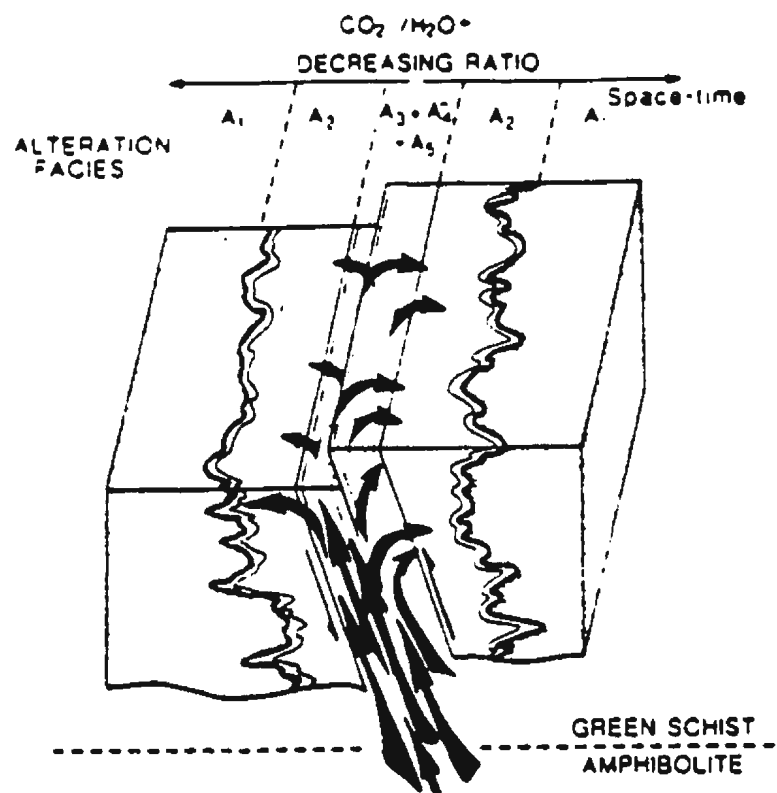 CO2 /H2O+
DECREASING RATIO
Space-time
A1 A2 A3 + A4, A2 A.
+ A5
ALTERATION
FACIES
GREEN SCHIST
AMPHIBOLITE